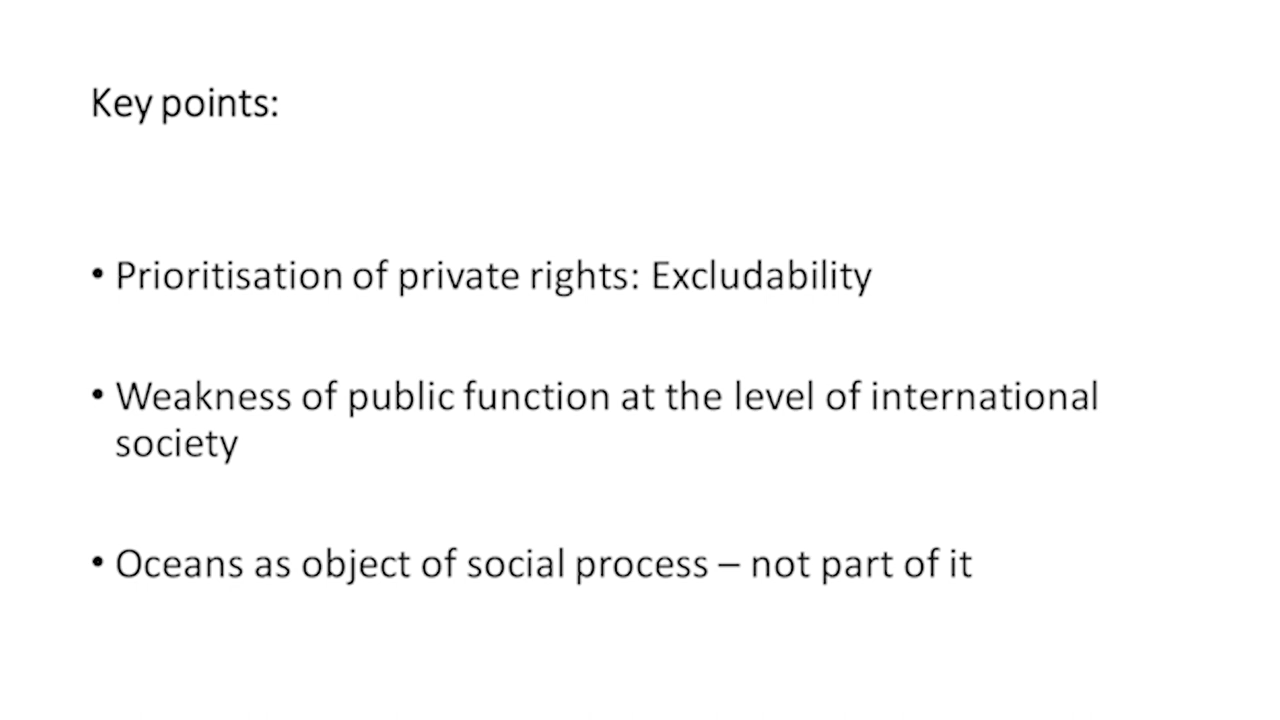 Key points:
• Prioritisation of private rights: Excludability
• Weakness of public function at the level of international
society
• Oceans as object of social process – not part of it